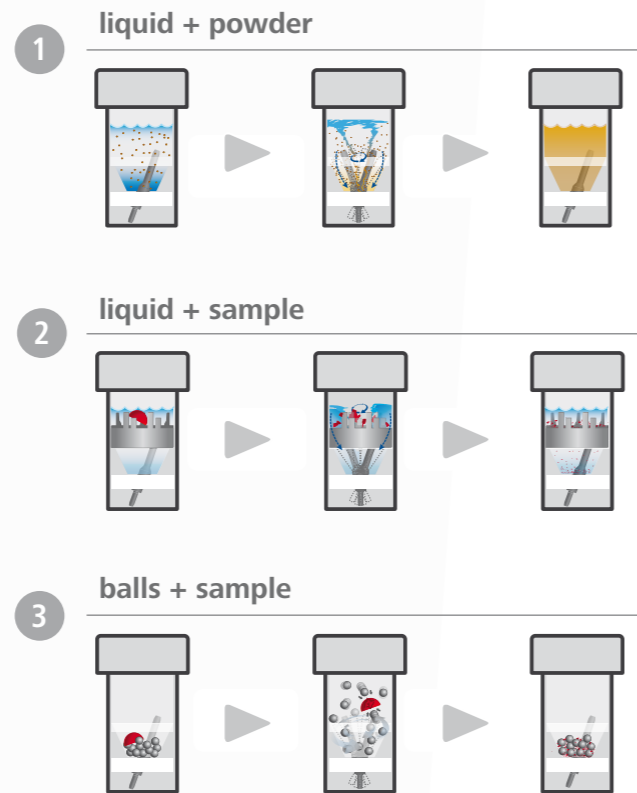 1
liquid + powder
2
liquid + sample
3
balls + sample